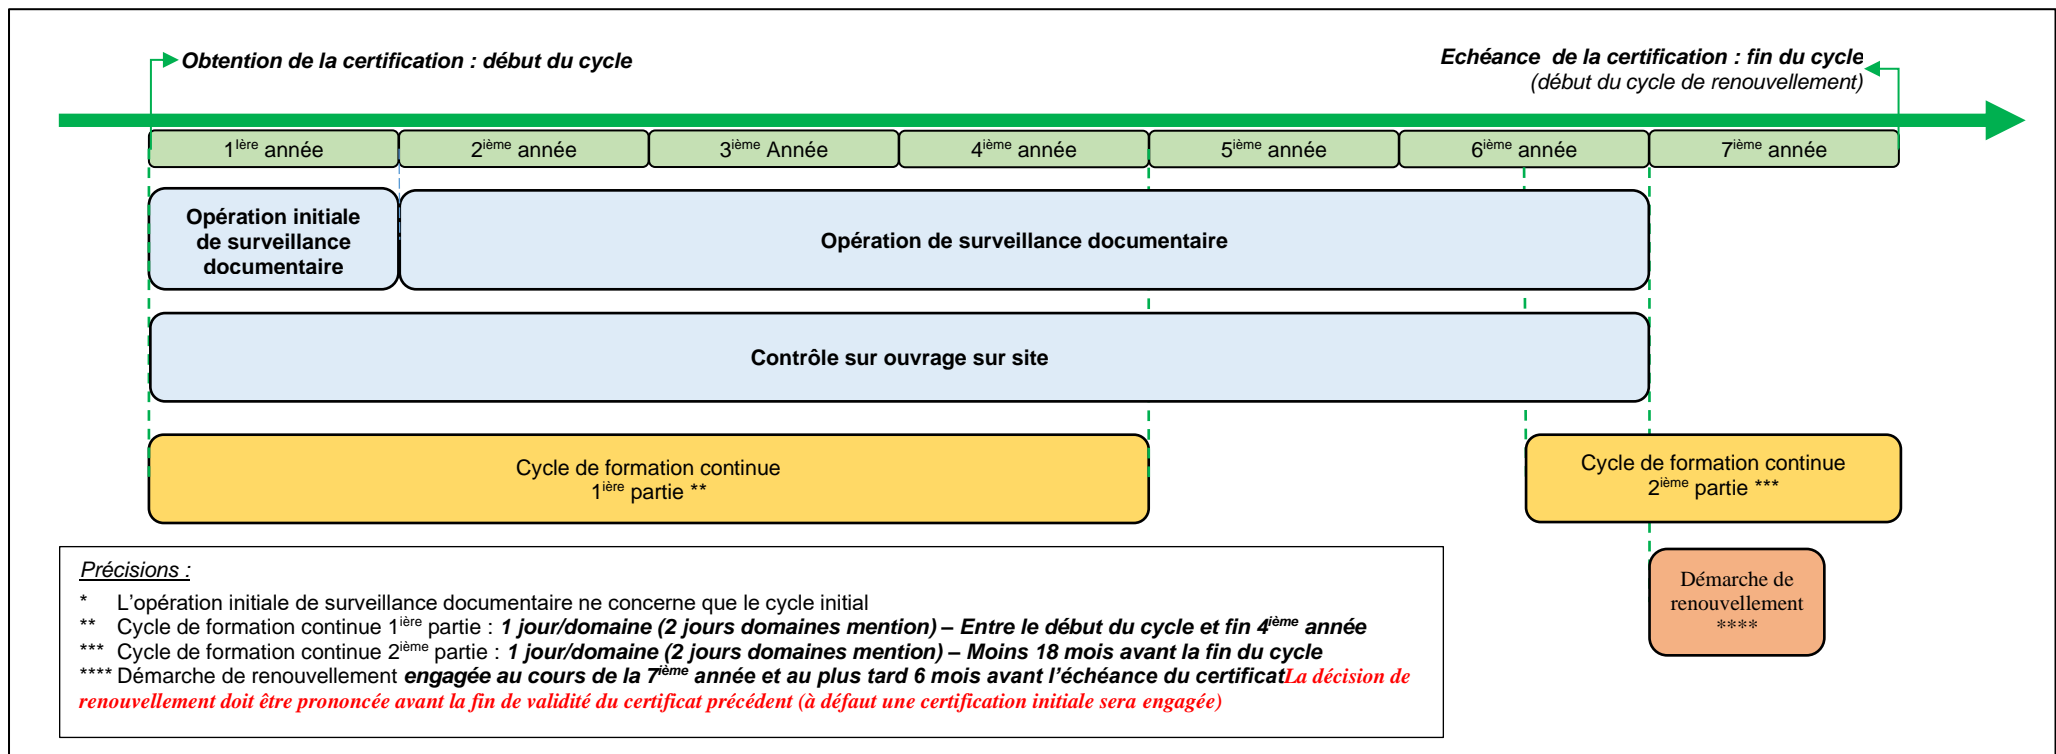 Obtention de la certification : début du cycle
Echéance de la certification : fin du cycle
(début du cycle de renouvellement)
1lère année
2ième année
3ième Année
4ième année
5ième année
6ième année
7ième année
Opération initiale
de surveillance
documentaire
Opération de surveillance documentaire
Contrôle sur ouvrage sur site
Cycle de formation continue
1ière partie **
Cycle de formation continue
2ième partie ***
Démarche de
renouvellement
****
Précisions :
* L’opération initiale de surveillance documentaire ne concerne que le cycle initial
** Cycle de formation continue 1ière partie : 1 jour/domaine (2 jours domaines mention) – Entre le début du cycle et fin 4ième année
*** Cycle de formation continue 2ième partie : 1 jour/domaine (2 jours domaines mention) – Moins 18 mois avant la fin du cycle
**** Démarche de renouvellement engagée au cours de la 7ième année et au plus tard 6 mois avant l’échéance du certificatLa décision de
renouvellement doit être prononcée avant la fin de validité du certificat précédent (à défaut une certification initiale sera engagée)